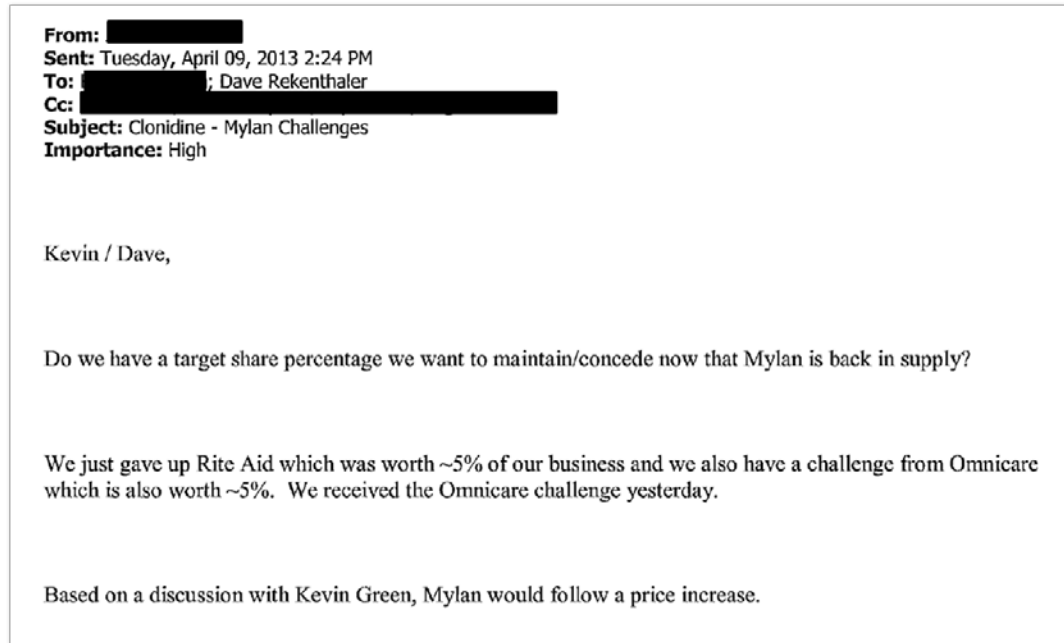 From:
Sent: Tuesday, April 09, 2013 2:24 PM
To: ; Dave Rekenthaler
Cc:
Subject: Clonidine - Mylan Challenges
Importance: High
Kevin / Dave,
Do we have a target share percentage we want to maintain/concede now that Mylan is back in supply?
We just gave up Rite Aid which was worth ~5% of our business and we also have a challenge from Omnicare
which is also worth ~5%. We received the Omnicare challenge yesterday.
Based on a discussion with Kevin Green, Mylan would follow a price increase.